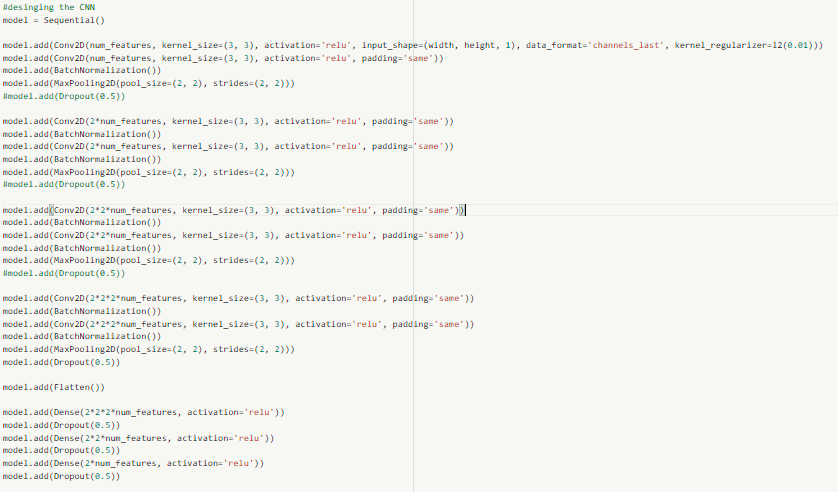 #desinging the CNN
model = Sequential()
model.add(Conv2D(num_features, kernel_size=(3, 3), activation='relu', input_shape=(width, height, 1), data_format='channels_last', kernel_regularizer=l2(0.01)))
model.add(Conv2D(num_features, kernel_size=(3, 3), activation='relu', padding='same'))
model.add(BatchNormalization())
model.add(MaxPooling2D(pool_size=(2, 2), strides=(2, 2)))
#model.add(Dropout(0.5))
model.add(Conv2D(2*num_features, kernel_size=(3, 3), activation='relu', padding='same'))
model.add(BatchNormalization())
model.add(Conv2D(2*num_features, kernel_size=(3, 3), activation='relu', padding='same'))
model.add(BatchNormalization())
model.add(MaxPooling2D(pool_size=(2, 2), strides=(2, 2)))
#model.add(Dropout(0.5))
model.add(Conv2D(2*2*num_features, kernel_size=(3, 3), activation='relu', padding='same'))
model.add(BatchNormalization())
model.add(Conv2D(2*2*num_features, kernel_size=(3, 3), activation='relu', padding='same'))
model.add(BatchNormalization())
model.add(MaxPooling2D(pool_size=(2, 2), strides=(2, 2)))
#model.add(Dropout(0.5))
model.add(Conv2D(2*2*2*num_features, kernel_size=(3, 3), activation='relu', padding='same'))
model.add(BatchNormalization())
model.add(Conv2D(2*2*2*num_features, kernel_size=(3, 3), activation='relu', padding='same'))
model.add(BatchNormalization())
model.add(MaxPooling2D(pool_size=(2, 2), strides=(2, 2)))
model.add(Dropout(0.5))
model.add(Flatten())
model.add(Dense(2*2*2*num_features, activation='relu'))
model.add(Dropout(0.5))
model.add(Dense(2*2*num_features, activation='relu'))
model.add(Dropout(0.5))
model.add(Dense(2*num_features, activation='relu'))
model.add(Dropout(0.5))